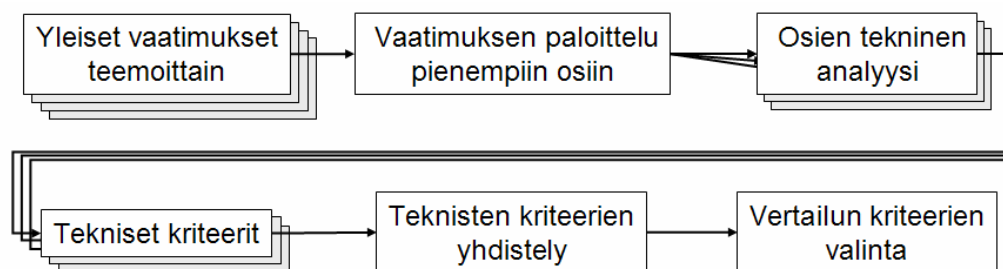 Yleiset vaatimukset
teemoittain
Vaatimuksen paloittelu
pienempiin osiin
Osien tekninen
analyysi
Tekniset kriteerit
Teknisten kriteerien
yhdistely
Vertailun kriteerien
valinta